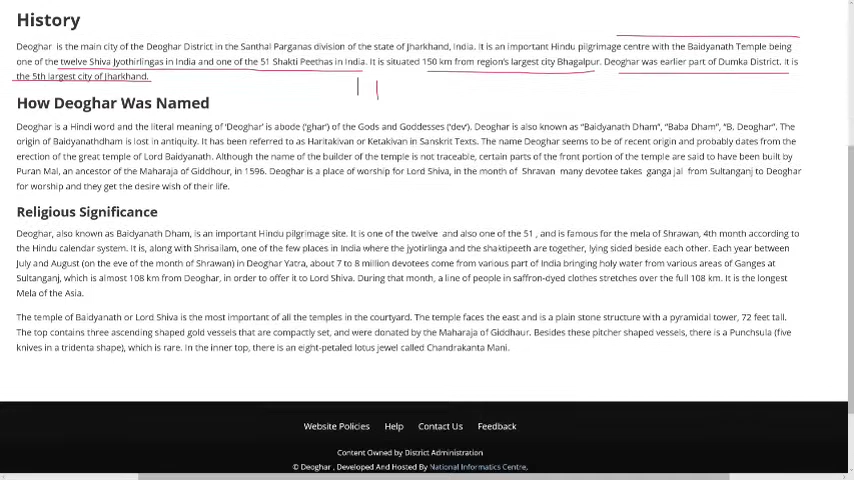 History
Deoghar is the main city of the Deoghar District in the Santhal Parganas division of the state of Jharkhand, India. It is an important Hindu pilgrimage centre with the Baidyanath Temple being
one of the twelve Shiva Jyothirlingas in India and one of the 51 Shakti Peethas in India. It is situated 150 km from region's largest city Bhagalpur. Deoghar was earlier part of Dumka District. It is
the 5th largest city of Jharkhand.
How Deoghar Was Named
Deoghar is a Hindi word and the literal meaning of 'Deoghar' is abode ('ghar') of the Gods and Goddesses ('dev'). Deoghar is also known as "Baidyanath Dham", "Baba Dham", "B. Deoghar". The
origin of Baidyanathdham is lost in antiquity. It has been referred to as Haritakivan or Ketakivan in Sanskrit Texts. The name Deoghar seems to be of recent origin and probably dates from the
erection of the great temple of Lord Baidyanath. Although the name of the builder of the temple is not traceable, certain parts of the front portion of the temple are said to have been built by
Puran Mal, an ancestor of the Maharaja of Giddhour, in 1596. Deoghar is a place of worship for Lord Shiva, in the month of Shravan many devotee takes ganga jal from Sultanganj to Deoghar
for worship and they get the desire wish of their life.
Religious Significance
Deoghar, also known as Baidyanath Dham, is an important Hindu pilgrimage site. It is one of the twelve and also one of the 51 , and is famous for the mela of Shrawan, 4th month according to
the Hindu calendar system. It is, along with Shrisailam, one of the few places in India where the jyotirlinga and the shaktipeeth are together, lying sided beside each other. Each year between
July and August (on the eve of the month of Shrawan) in Deoghar Yatra, about 7 to 8 million devotees come from various part of India bringing holy water from various areas of Ganges at
Sultanganj, which is almost 108 km from Deoghar, in order to offer it to Lord Shiva. During that month, a line of people in saffron-dyed clothes stretches over the full 108 km. It is the longest
Mela of the Asia.
The temple of Baidyanath or Lord Shiva is the most important of all the temples in the courtyard. The temple faces the east and is a plain stone structure with a pyramidal tower, 72 feet tall.
The top contains three ascending shaped gold vessels that are compactly set, and were donated by the Maharaja of Giddhaur. Besides these pitcher shaped vessels, there is a Punchsula (five
knives in a tridenta shape), which is rare. In the inner top, there is an eight-petaled lotus jewel called Chandrakanta Mani.
Website Policies Help Contact Us Feedback
Content Owned by District Administration
© Deoghar , Developed And Hosted By National Informatics Centre,